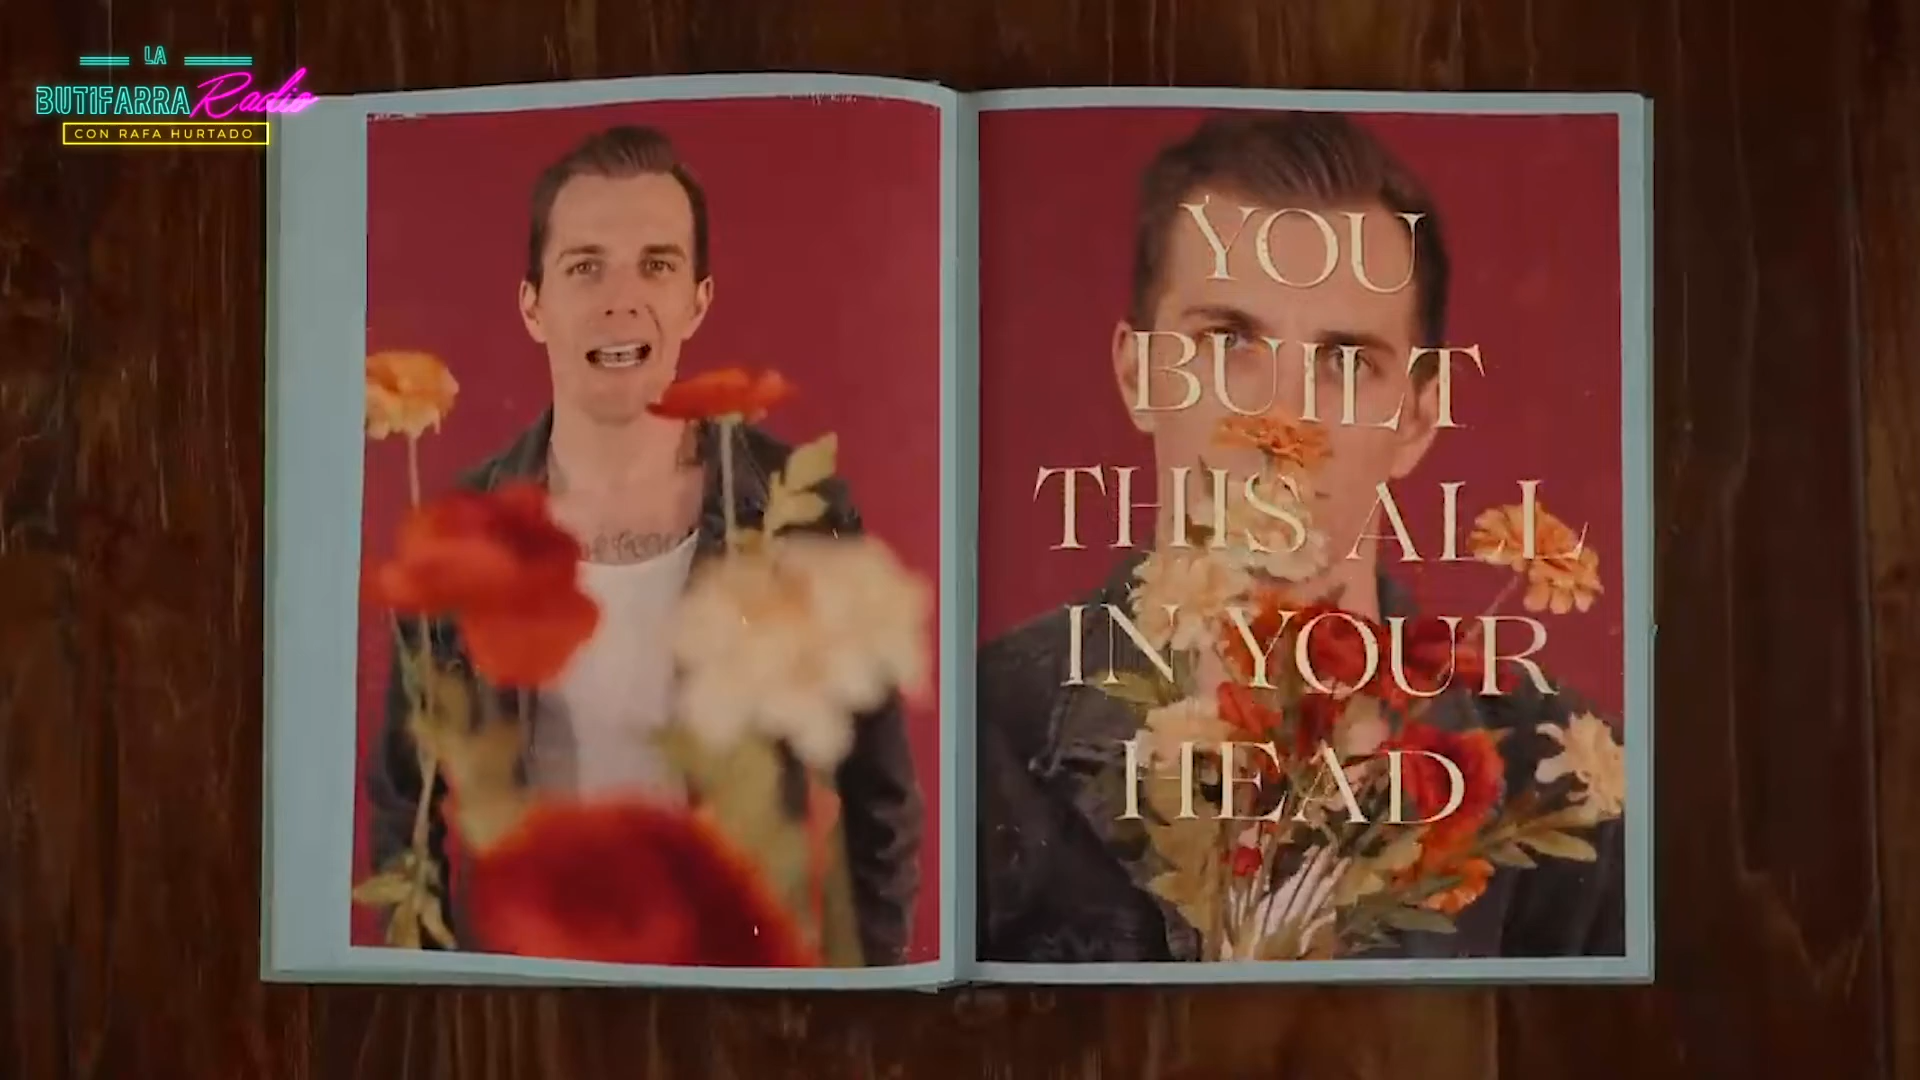 LA
BUTIFARRA Radio
CON RAFA HURTADO
YOU
BUILT
THIS ALL
IN YOUR
HEAD